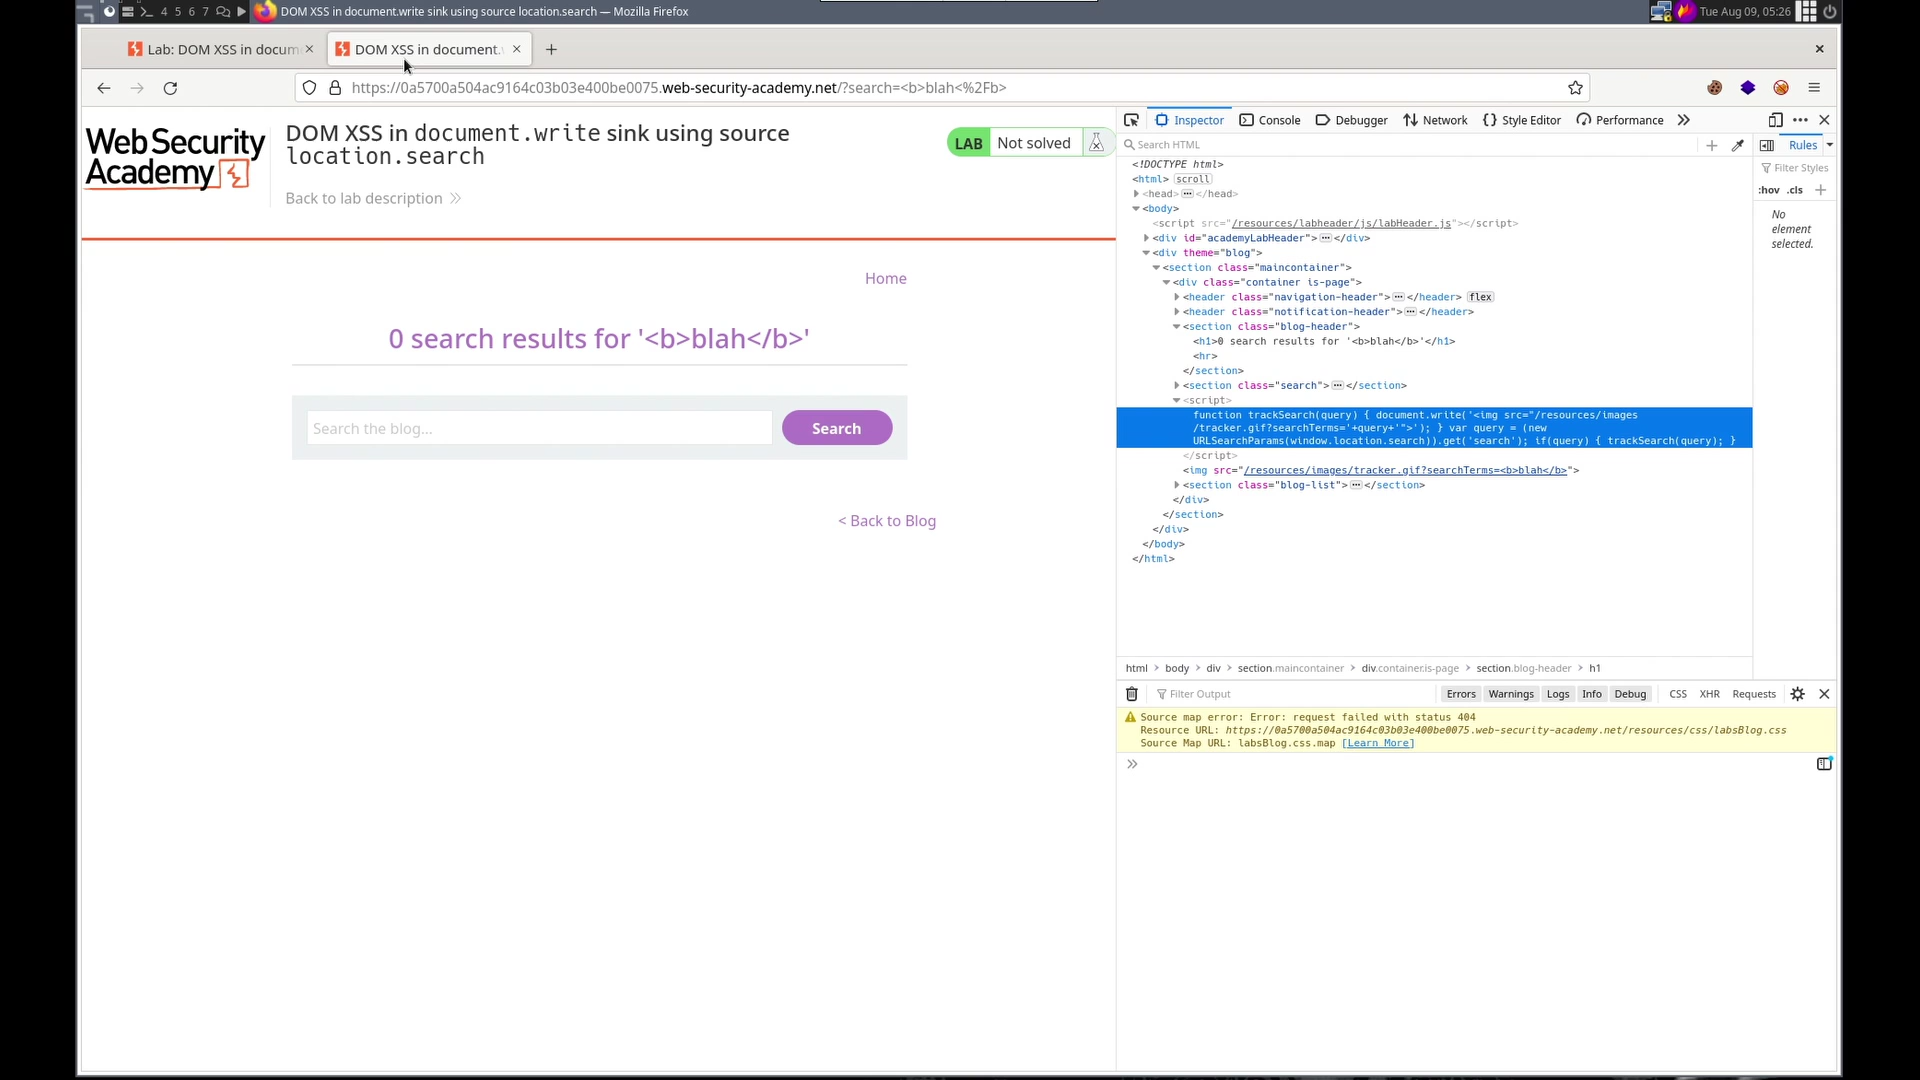 4 5 6 7
DOM XSS in document.write sink using source location.search — Mozilla Firefox
Tue Aug 09, 05:26
Lab: DOM XSS in docum
DOM XSS in document.
https://0a5700a504ac9164c03b03e400be0075.web-security-academy.net/?search=<b>blah<%2Fb>
Web Security
Academy
DOM XSS in document.write sink using source
location.search
Back to lab description
LAB Not solved
Home
0 search results for '<b>blah</b>'
Search the blog...
Search
< Back to Blog
Inspector Console Debugger Network Style Editor Performance
Search HTML
<!DOCTYPE html>
<html> scroll
<head> </head>
<body>
<script src="/resources/labheader/js/labHeader.js"></script>
<div id="academyLabHeader"> </div>
<div theme="blog">
<section class="maincontainer">
<div class="container is-page">
<header class="navigation-header"> </header> flex
<header class="notification-header"> </header>
<section class="blog-header">
<h1>0 search results for '<b>blah</b>'</h1>
<hr>
</section>
<section class="search"> </section>
<script>
function trackSearch(query) { document.write('<img src="/resources/images
/tracker.gif?searchTerms='+query+'">'); } var query = (new
URLSearchParams(window.location.search)).get('search'); if(query) { trackSearch(query); }
</script>
<img src="/resources/images/tracker.gif?searchTerms=<b>blah</b>">
<section class="blog-list"> </section>
</div>
</section>
</div>
</body>
</html>
Rules
Filter Styles
:hov .cls
No
element
selected.
html > body > div > section.maincontainer > div.container.is-page > section.blog-header > h1
Filter Output
Errors Warnings Logs Info Debug CSS XHR Requests
Source map error: Error: request failed with status 404
Resource URL: https://0a5700a504ac9164c03b03e400be0075.web-security-academy.net/resources/css/labsBlog.css
Source Map URL: labsBlog.css.map [Learn More]